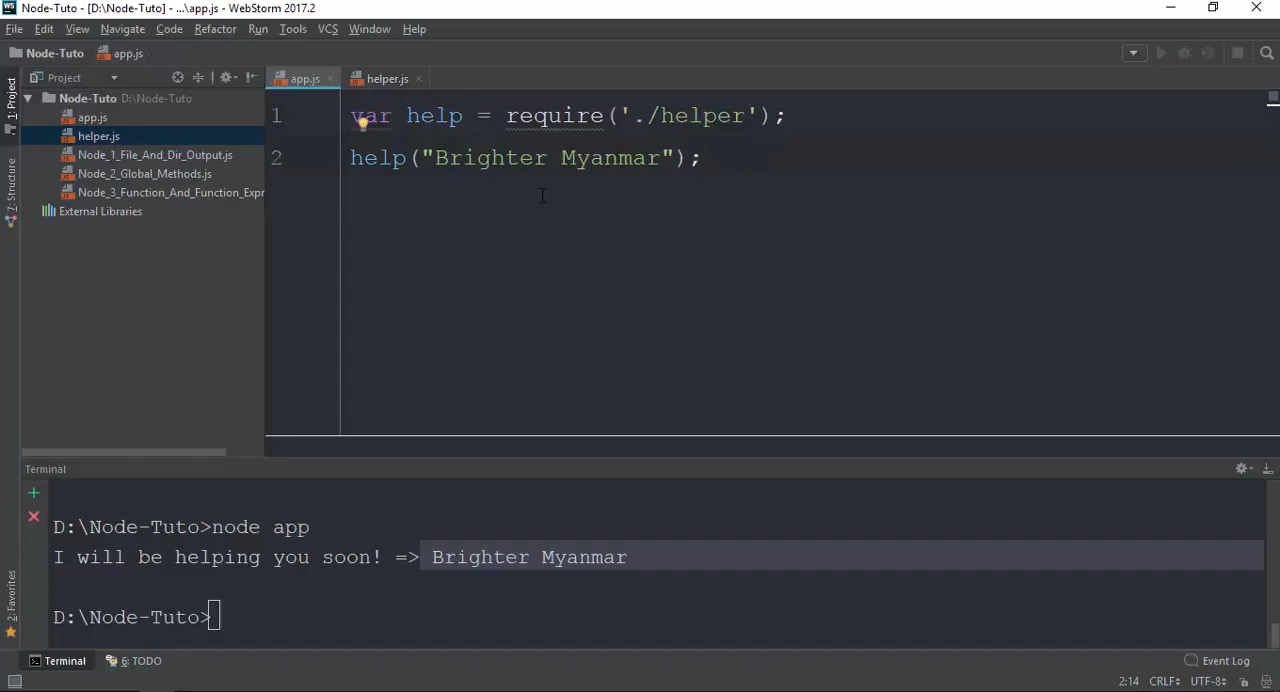 WS Node-Tuto - [D:\Node-Tuto] - ...\app.js - WebStorm 2017.2
File Edit View Navigate Code Refactor Run Tools VCS Window Help
Node-Tuto app.js
1: Project
Project
app.js
helper.js
Node-Tuto D:\Node-Tuto
app.js
helper.js
Node_1_File_And_Dir_Output.js
Node_2_Global_Methods.js
Node_3_Function_And_Function_Expr
External Libraries
Z: Structure
1 var help = require('./helper');
2 help("Brighter Myanmar");
Terminal
D:\Node-Tuto>node app
I will be helping you soon! => Brighter Myanmar
D:\Node-Tuto>
2: Favorites
Terminal 6: TODO Event Log
2:14 CRLF UTF-8